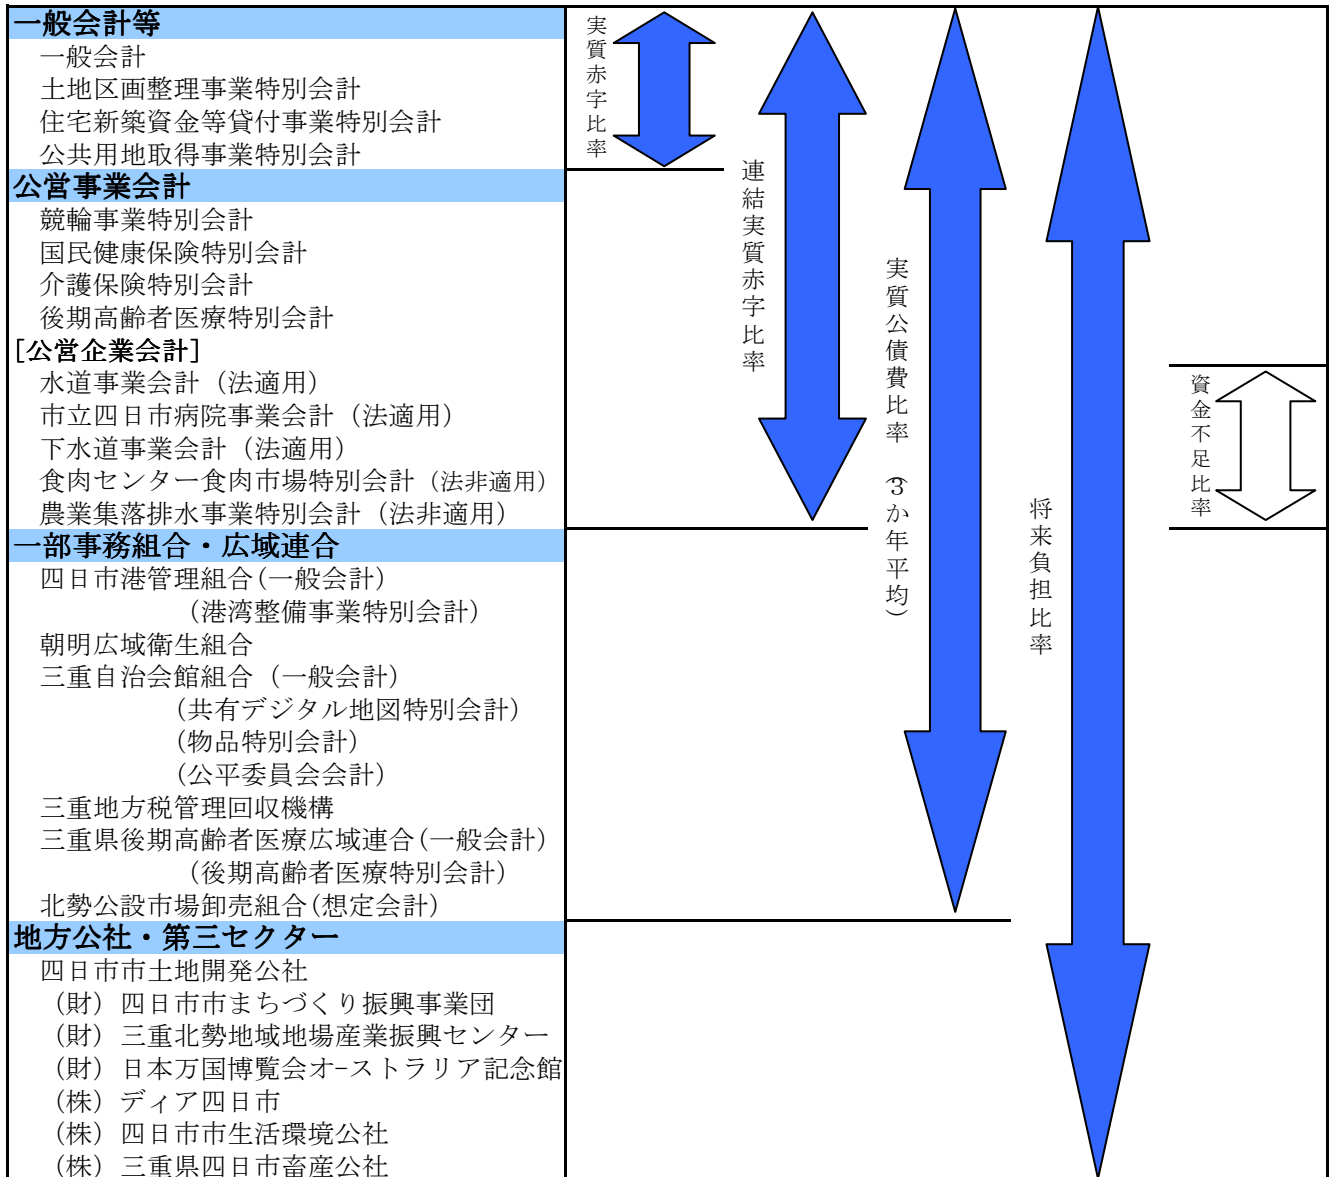 一般会計等
一般会計
土地区画整理事業特別会計
住宅新築資金等貸付事業特別会計
公共用地取得事業特別会計
公営事業会計
競輪事業特別会計
国民健康保険特別会計
介護保険特別会計
後期高齢者医療特別会計
[公営企業会計]
水道事業会計（法適用）
市立四日市病院事業会計（法適用）
下水道事業会計（法適用）
食肉センター食肉市場特別会計（法非適用）
農業集落排水事業特別会計（法非適用）
一部事務組合・広域連合
四日市港管理組合(一般会計)
(港湾整備事業特別会計)
朝明広域衛生組合
三重自治会館組合（一般会計)
(共有デジタル地図特別会計)
(物品特別会計)
(公平委員会会計)
三重地方税管理回収機構
三重県後期高齢者医療広域連合(一般会計)
(後期高齢者医療特別会計)
北勢公設市場卸売組合(想定会計)
地方公社・第三セクター
四日市市土地開発公社
（財）四日市市まちづくり振興事業団
（財）三重北勢地域地場産業振興センター
（財）日本万国博覧会オ-ストラリア記念館
（株）ディア四日市
（株）四日市市生活環境公社
（株）三重県四日市畜産公社
実質赤字比率
連結実質赤字比率
実質公債費比率（3か年平均）
将来負担比率
資金不足比率